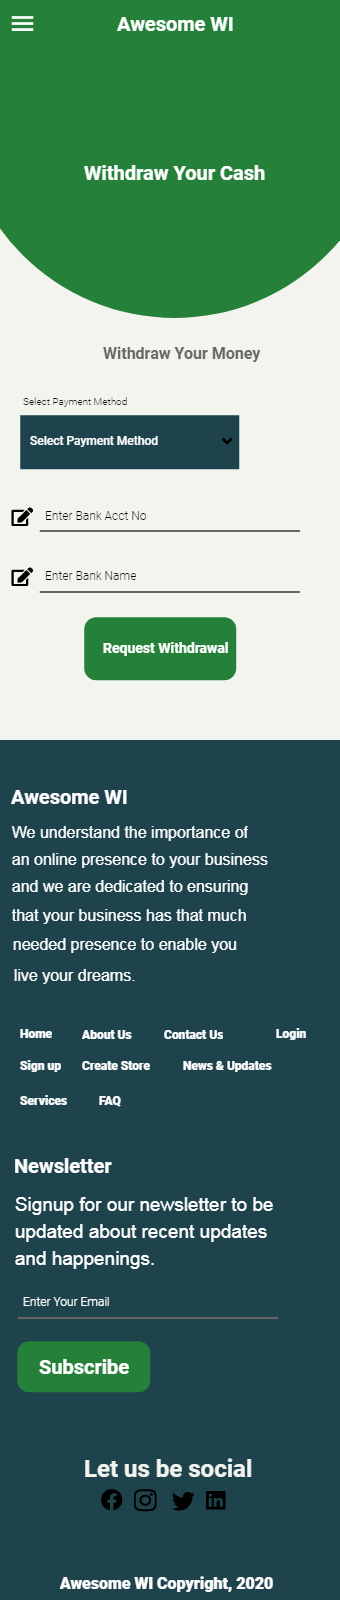 Awesome WI
Withdraw Your Cash
Withdraw Your Money
Select Payment Method
Select Payment Method
Enter Bank Acct No
Enter Bank Name
Request Withdrawal
Awesome WI
We understand the importance of
an online presence to your business
and we are dedicated to ensuring
that your business has that much
needed presence to enable you
live your dreams.
Home About Us Contact Us Login
Sign up Create Store News & Updates
Services FAQ
Newsletter
Signup for our newsletter to be
updated about recent updates
and happenings.
Enter Your Email
Subscribe
Let us be social
Awesome WI Copyright, 2020